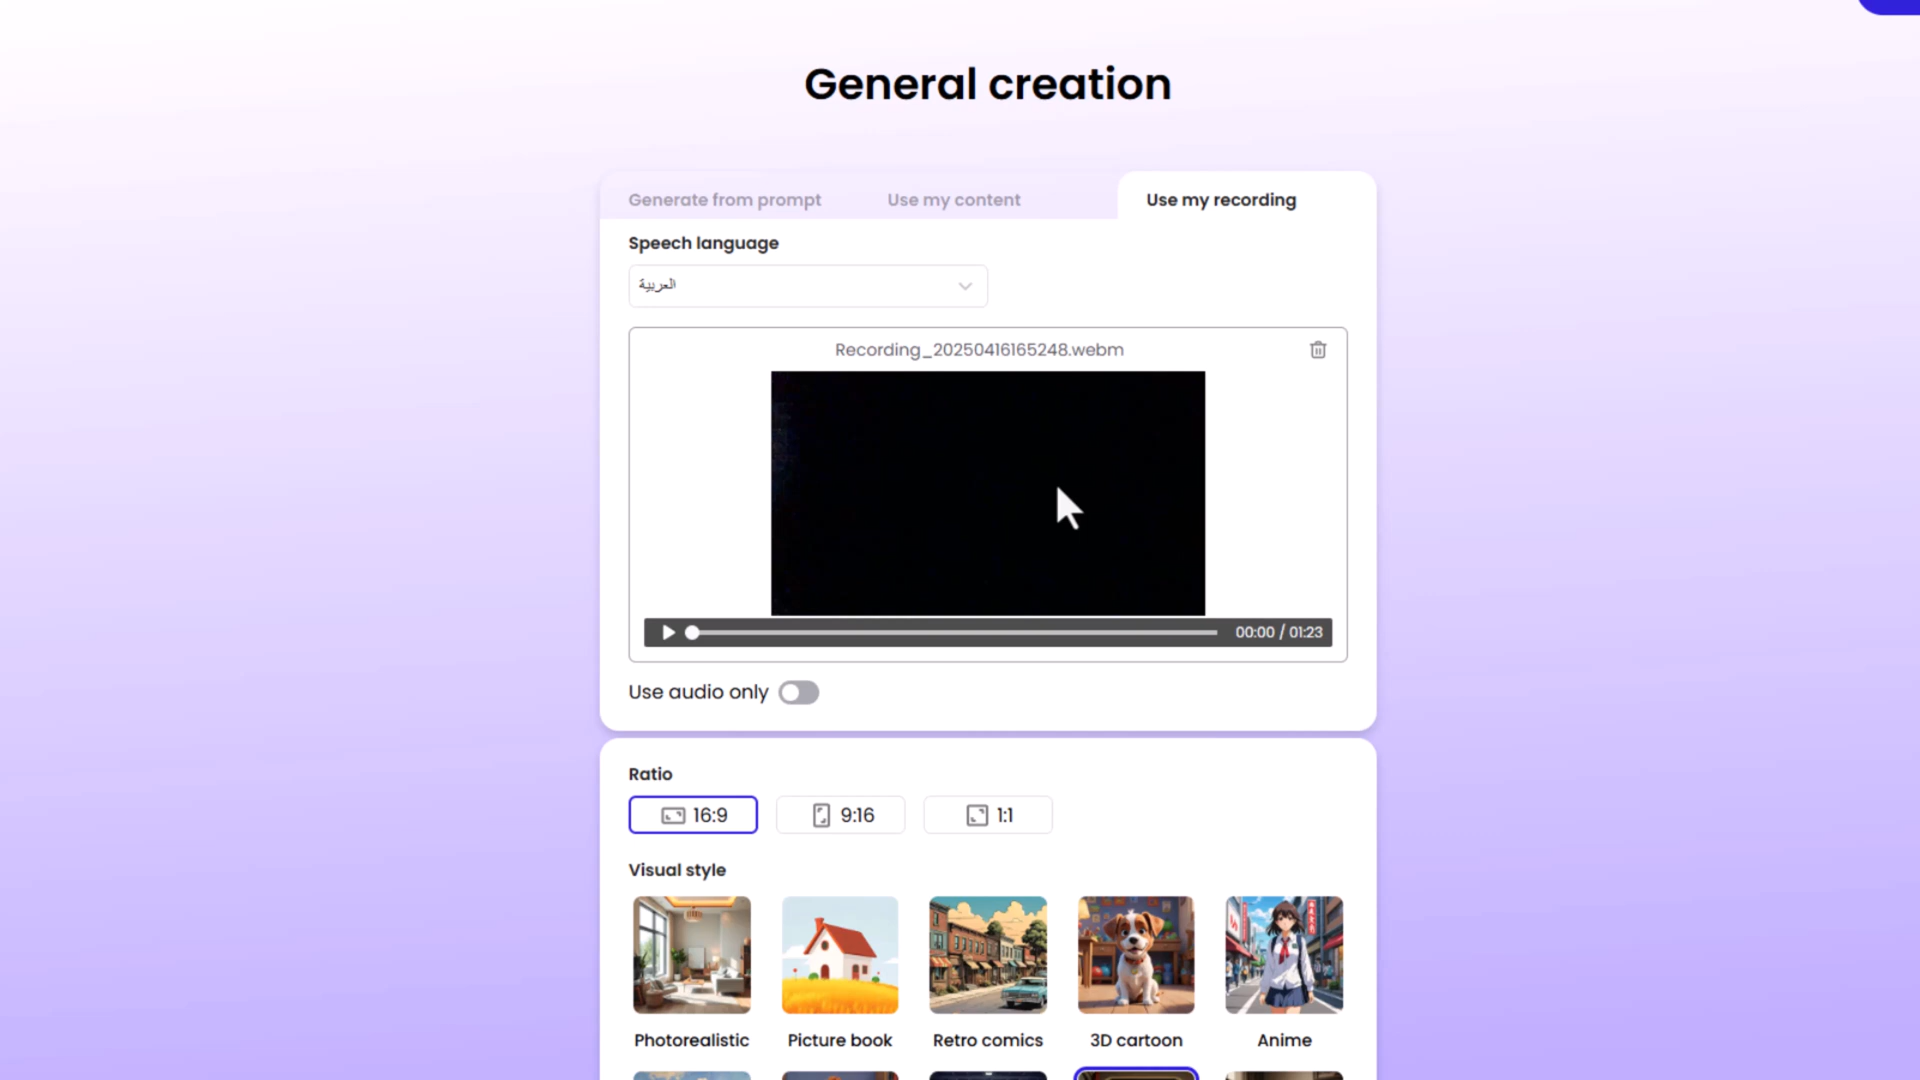 General creation
Generate from prompt
Use my content
Use my recording
Speech language
العربية
Recording_20250416165248.webm
00:00 / 01:23
Use audio only
Ratio
16:9
9:16
1:1
Visual style
Photorealistic
Picture book
Retro comics
3D cartoon
Anime